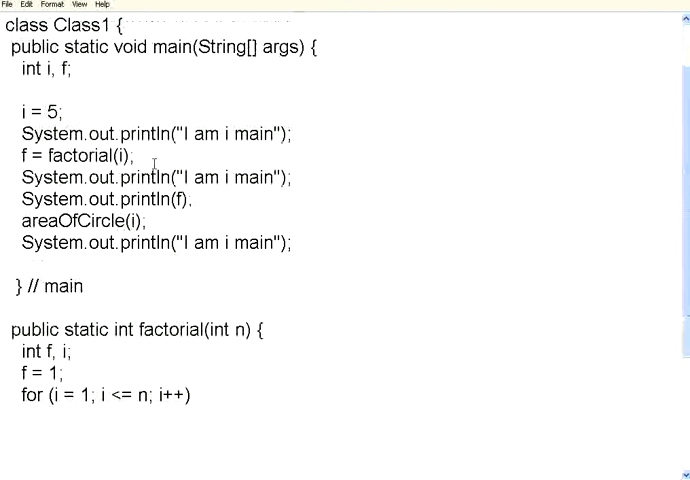 File Edit Format View Help
class Class1 {
public static void main(String[] args) {
int i, f;
i = 5;
System.out.println("I am i main");
f = factorial(i);
System.out.println("I am i main");
System.out.println(f);
areaOfCircle(i);
System.out.println("I am i main");
} // main
public static int factorial(int n) {
int f, i;
f = 1;
for (i = 1; i <= n; i++)